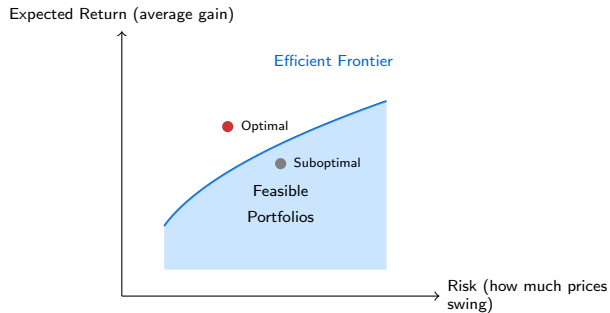 Expected Return (average gain)
Efficient Frontier
Optimal
Suboptimal
Feasible
Portfolios
Risk (how much prices
swing)